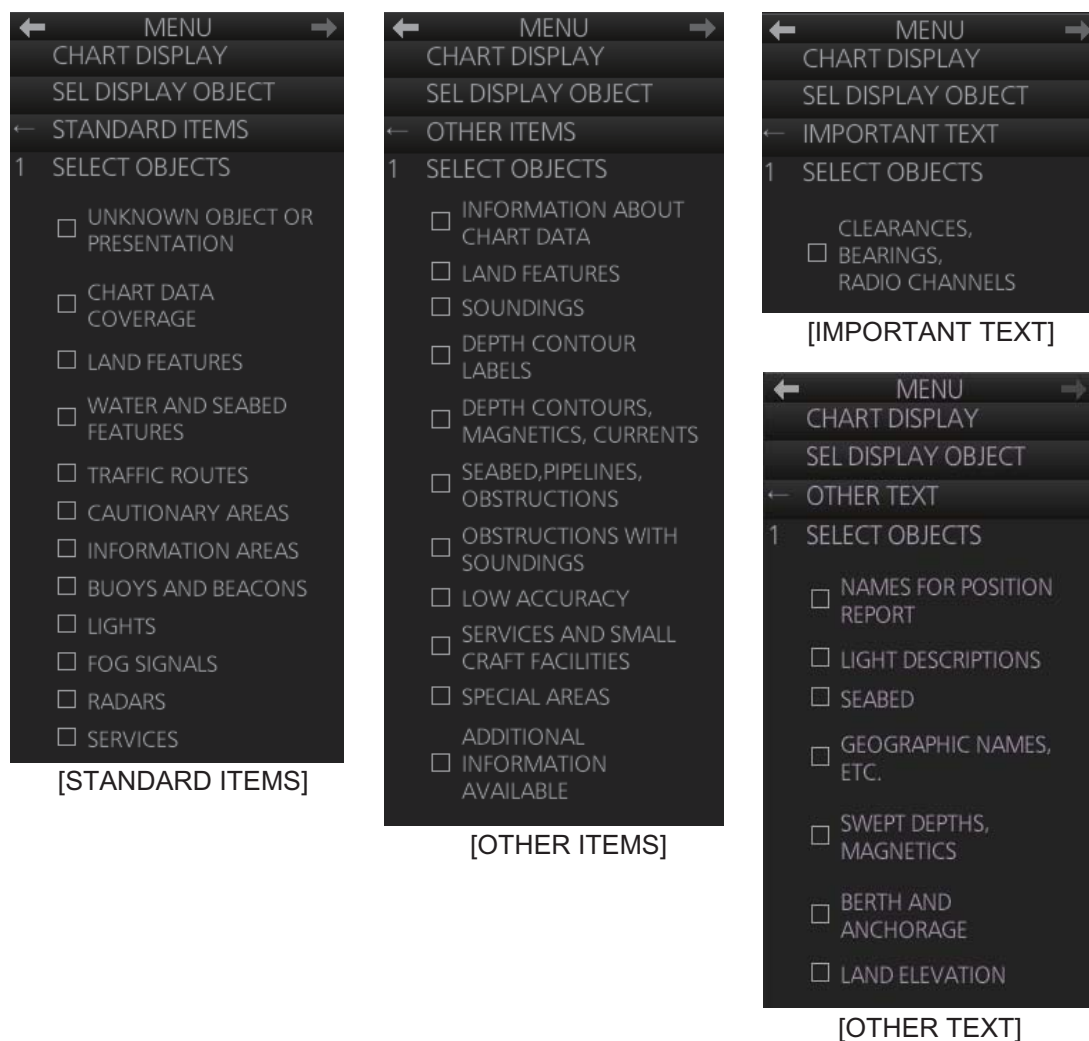 MENU
CHART DISPLAY
SEL DISPLAY OBJECT
← STANDARD ITEMS
1 SELECT OBJECTS
UNKNOWN OBJECT OR
PRESENTATION
CHART DATA
COVERAGE
LAND FEATURES
WATER AND SEABED
FEATURES
TRAFFIC ROUTES
CAUTIONARY AREAS
INFORMATION AREAS
BUOYS AND BEACONS
LIGHTS
FOG SIGNALS
RADARS
SERVICES
[STANDARD ITEMS]
MENU
CHART DISPLAY
SEL DISPLAY OBJECT
← OTHER ITEMS
1 SELECT OBJECTS
INFORMATION ABOUT
CHART DATA
LAND FEATURES
SOUNDINGS
DEPTH CONTOUR
LABELS
DEPTH CONTOURS,
MAGNETICS, CURRENTS
SEABED,PIPELINES,
OBSTRUCTIONS
OBSTRUCTIONS WITH
SOUNDINGS
LOW ACCURACY
SERVICES AND SMALL
CRAFT FACILITIES
SPECIAL AREAS
ADDITIONAL
INFORMATION
AVAILABLE
[OTHER ITEMS]
MENU
CHART DISPLAY
SEL DISPLAY OBJECT
← IMPORTANT TEXT
1 SELECT OBJECTS
CLEARANCES,
BEARINGS,
RADIO CHANNELS
[IMPORTANT TEXT]
MENU
CHART DISPLAY
SEL DISPLAY OBJECT
← OTHER TEXT
1 SELECT OBJECTS
NAMES FOR POSITION
REPORT
LIGHT DESCRIPTIONS
SEABED
GEOGRAPHIC NAMES,
ETC.
SWEPT DEPTHS,
MAGNETICS
BERTH AND
ANCHORAGE
LAND ELEVATION
[OTHER TEXT]